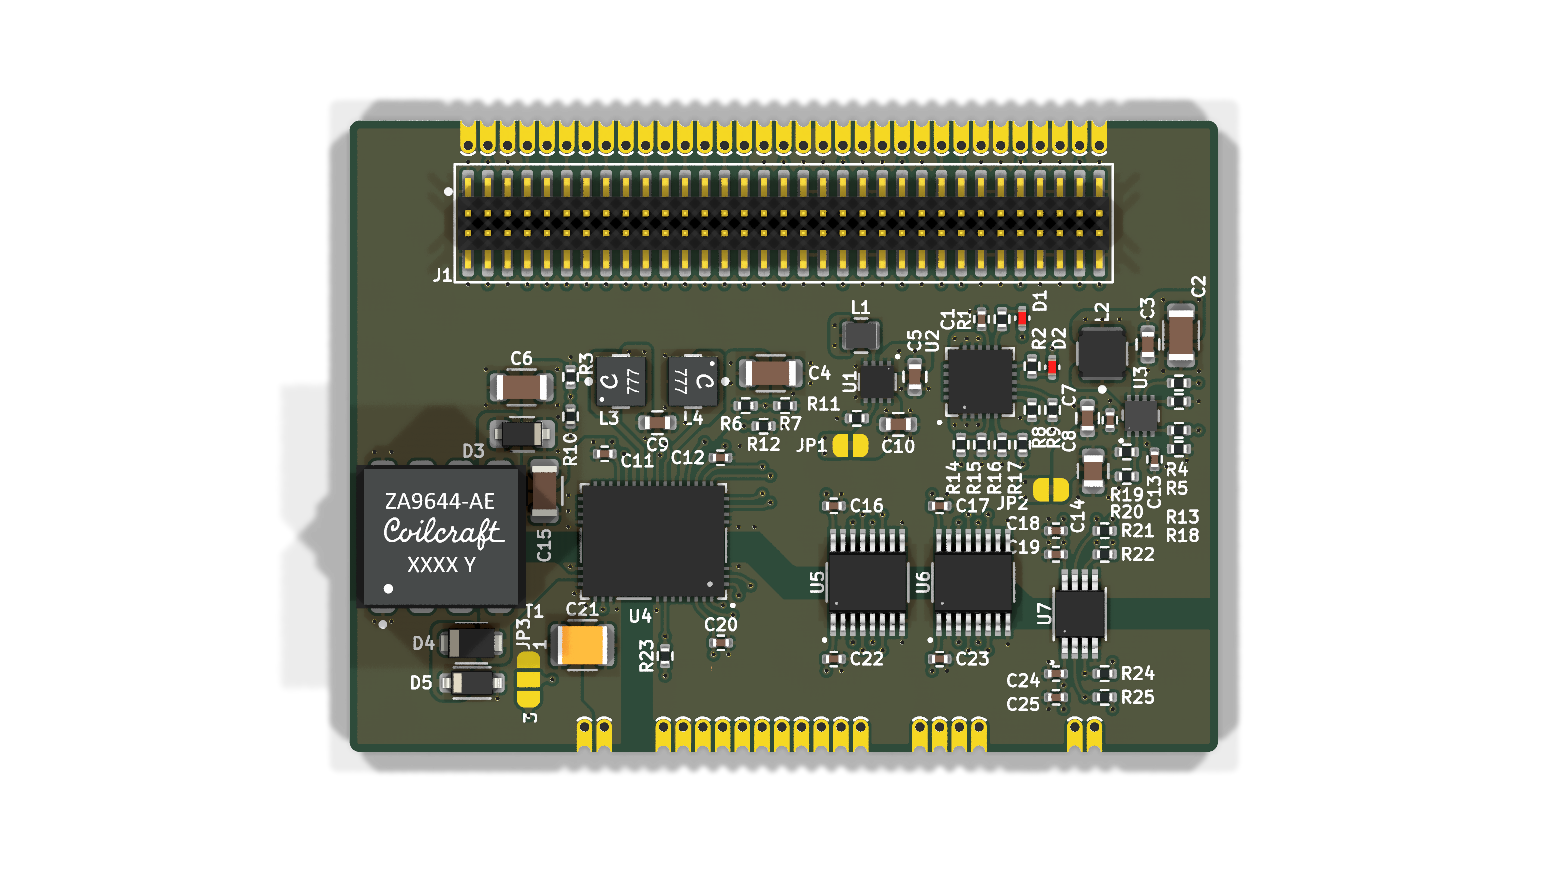 J1
L1
D1
C2
C1
R1
L2
C3
C5
U2
R2
D2
C6
R3
777
777
C4
U1
U3
L3
L4
R6
R7
R11
R12
C9
JP1
C10
C7
R8
R9
C8
D3
R10
C11
C12
R14
R15
R16
R17
JP2
R19
R20
C13
R4
R5
R13
R18
ZA9644-AE
Coilcraft
XXXX Y
C15
C16
C17
C18
C19
C14
R21
R22
U5
U6
U7
T1
C21
U4
D4
JP3
1
R23
C20
C22
C23
C24
C25
R24
R25
D5
3